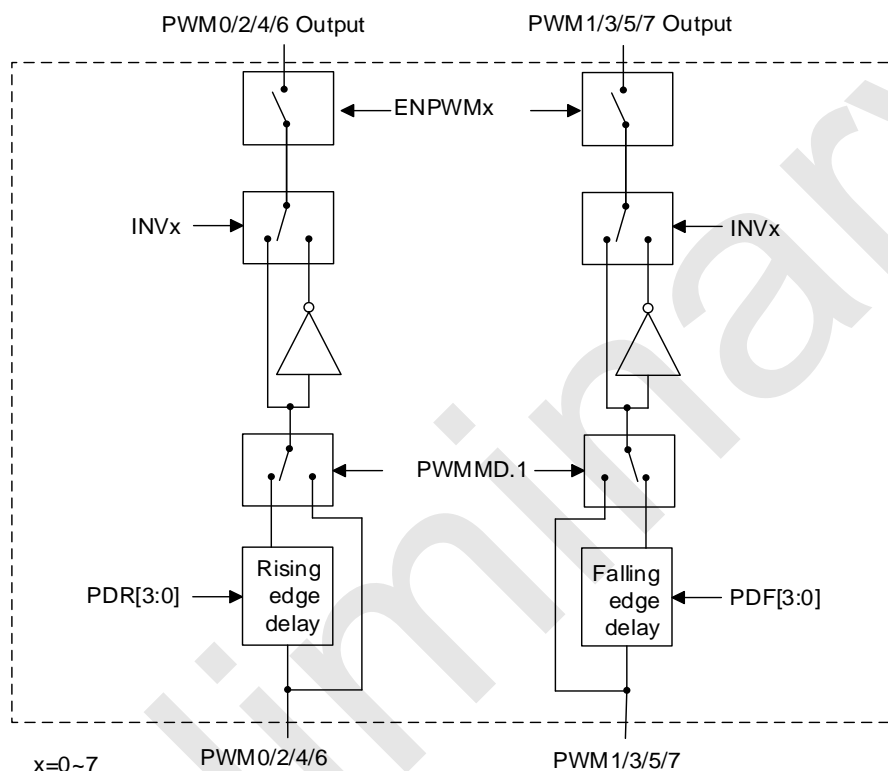 PWM0/2/4/6 Output
PWM1/3/5/7 Output
ENPWMx
INVx
INVx
PWMMD.1
PDR[3:0]
Rising
edge
delay
Falling
edge
delay
PDF[3:0]
PWM0/2/4/6
PWM1/3/5/7
x=0~7
liminary